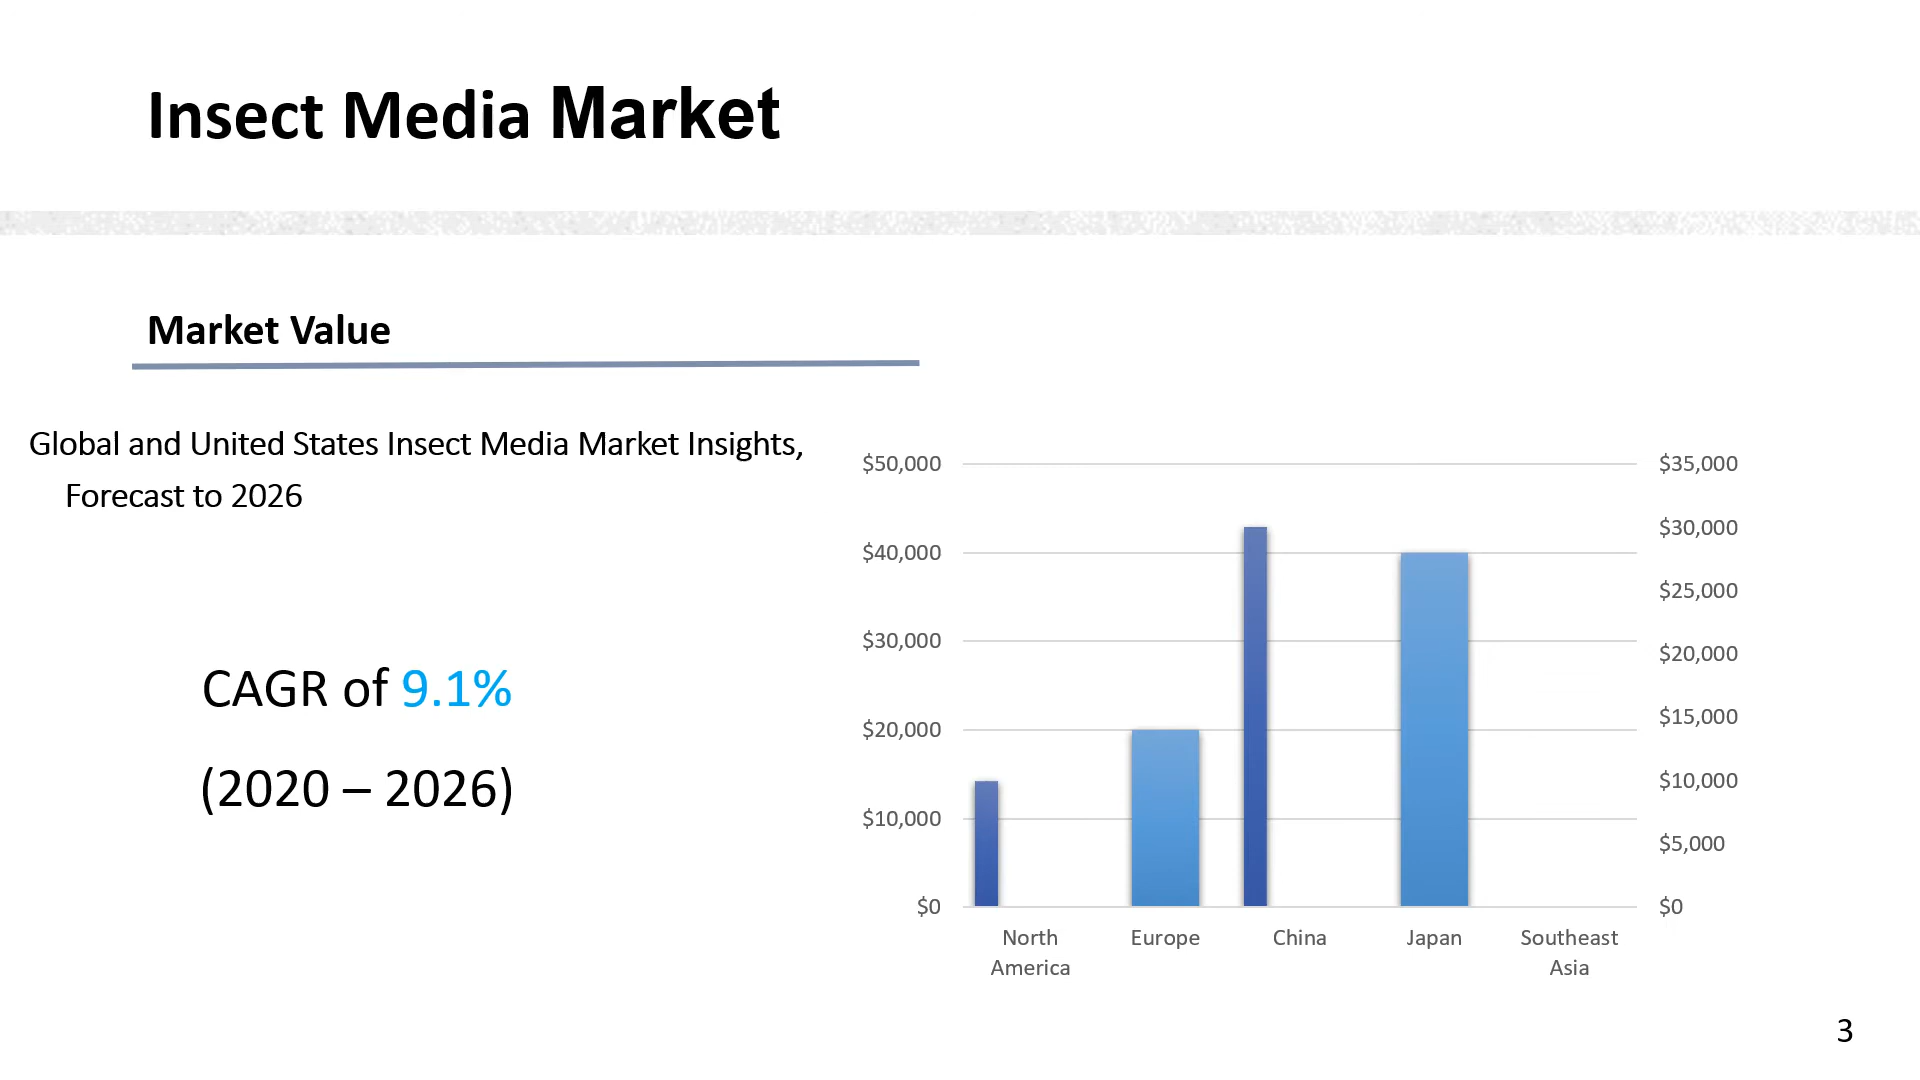 Insect Media Market
Market Value
Global and United States Insect Media Market Insights,
Forecast to 2026
CAGR of 9.1%
(2020 – 2026)
$50,000
$40,000
$30,000
$20,000
$10,000
$0
$35,000
$30,000
$25,000
$20,000
$15,000
$10,000
$5,000
$0
North
America
Europe
China
Japan
Southeast
Asia
3